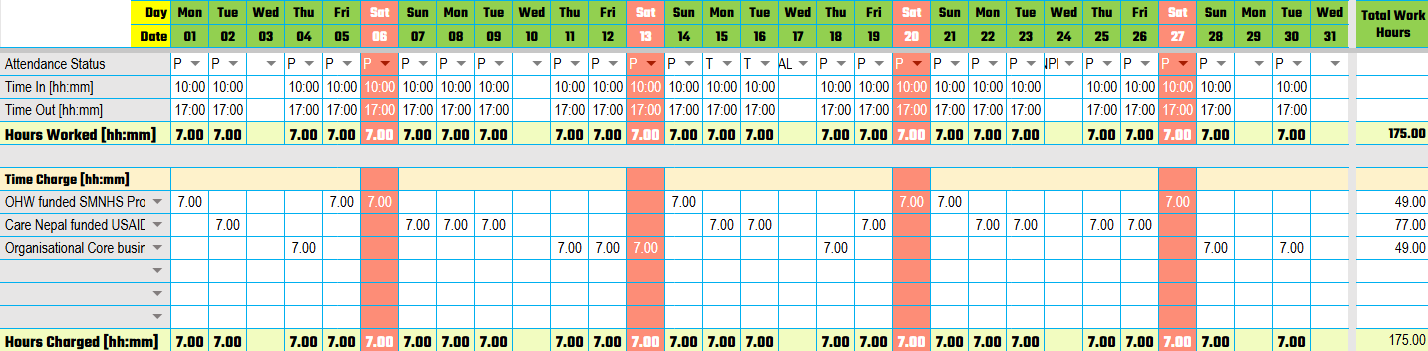 Day Mon Tue Wed Thu Fri Sat Sun Mon Tue Wed Thu Fri Sat Sun Mon Tue Wed Thu Fri Sat Sun Mon Tue Wed Thu Fri Sat Sun Mon Tue Wed Total Work Hours
Date 01 02 03 04 05 06 07 08 09 10 11 12 13 14 15 16 17 18 19 20 21 22 23 24 25 26 27 28 29 30 31
Attendance Status P P P P P P P P P P P P T T AL P P P P P P P P P P P
Time In [hh:mm] 10:00 10:00 10:00 10:00 10:00 10:00 10:00 10:00 10:00 10:00 10:00 10:00 10:00 10:00 10:00 10:00 10:00 10:00 10:00 10:00 10:00 10:00 10:00 10:00 10:00
Time Out [hh:mm] 17:00 17:00 17:00 17:00 17:00 17:00 17:00 17:00 17:00 17:00 17:00 17:00 17:00 17:00 17:00 17:00 17:00 17:00 17:00 17:00 17:00 17:00 17:00 17:00 17:00
Hours Worked [hh:mm] 7.00 7.00 7.00 7.00 7.00 7.00 7.00 7.00 7.00 7.00 7.00 7.00 7.00 7.00 7.00 7.00 7.00 7.00 7.00 7.00 7.00 7.00 7.00 7.00 7.00 175.00
Time Charge [hh:mm]
OHW funded SMNHS Pro 7.00 7.00 7.00 7.00 7.00 7.00 7.00 49.00
Care Nepal funded USAID 7.00 7.00 7.00 7.00 7.00 7.00 7.00 7.00 7.00 7.00 7.00 77.00
Organisational Core busin 7.00 7.00 7.00 7.00 7.00 7.00 7.00 49.00
Hours Charged [hh:mm] 7.00 7.00 7.00 7.00 7.00 7.00 7.00 7.00 7.00 7.00 7.00 7.00 7.00 7.00 7.00 7.00 7.00 7.00 7.00 7.00 7.00 7.00 7.00 7.00 7.00 175.00